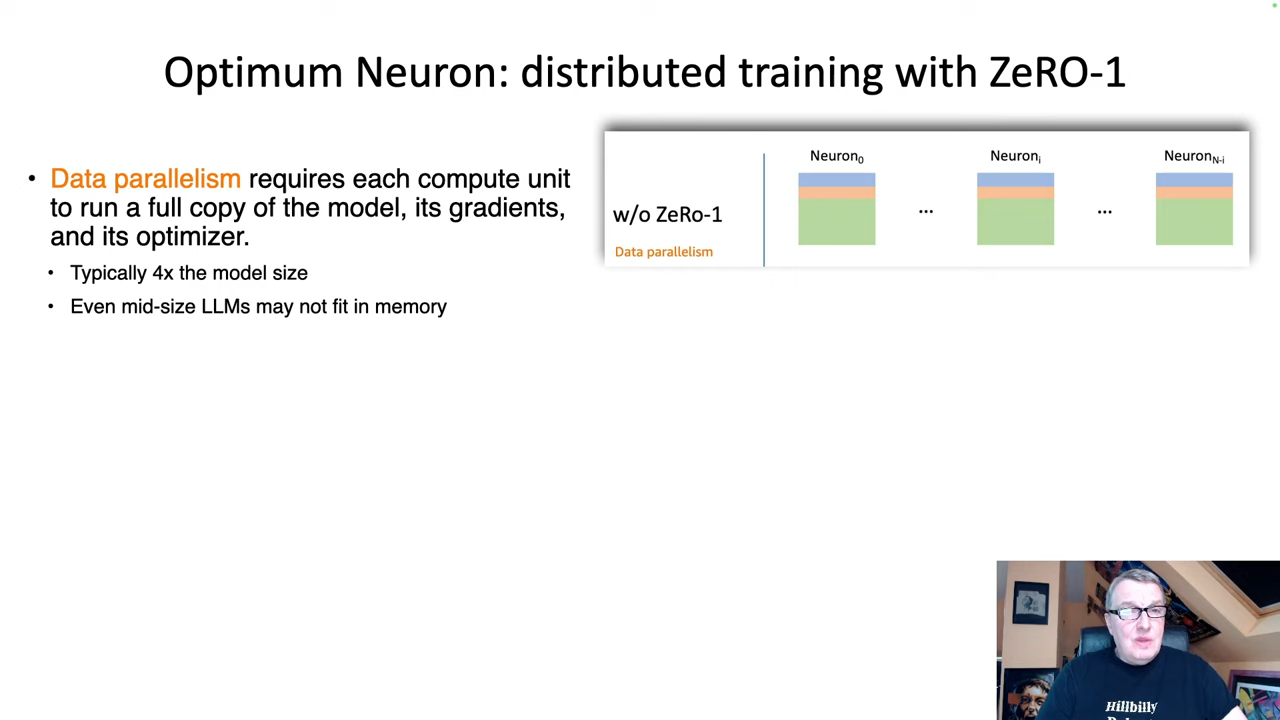 Optimum Neuron: distributed training with ZeRO-1
• Data parallelism requires each compute unit
to run a full copy of the model, its gradients,
and its optimizer.
• Typically 4x the model size
• Even mid-size LLMs may not fit in memory
Neuron0 Neuroni NeuronN-i
w/o ZeRo-1 ... ...
Data parallelism
Hillbilly